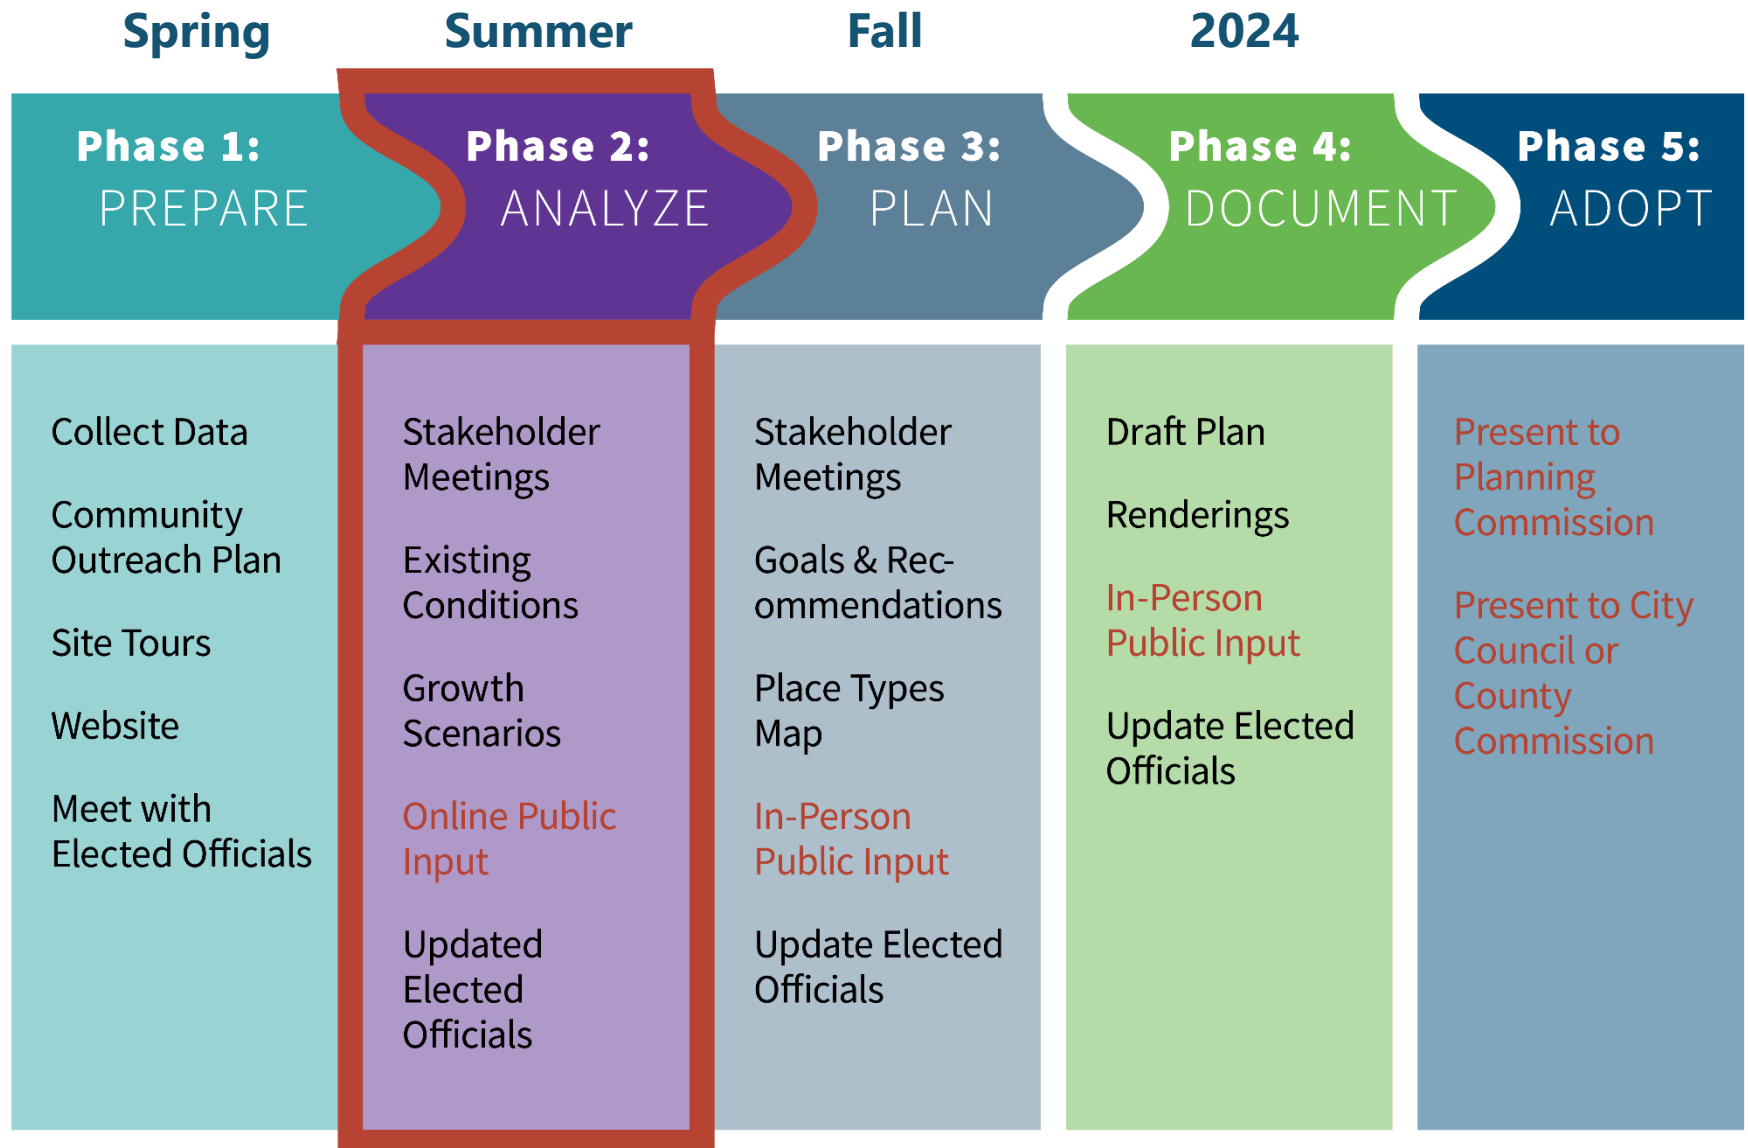 Spring
Summer
Fall
2024
Phase 1:
PREPARE
Phase 2:
ANALYZE
Phase 3:
PLAN
Phase 4:
DOCUMENT
Phase 5:
ADOPT
Collect Data
Community
Outreach Plan
Site Tours
Website
Meet with
Elected Officials
Stakeholder
Meetings
Existing
Conditions
Growth
Scenarios
Online Public
Input
Updated
Elected
Officials
Stakeholder
Meetings
Goals & Rec-
ommendations
Place Types
Map
In-Person
Public Input
Update Elected
Officials
Draft Plan
Renderings
In-Person
Public Input
Update Elected
Officials
Present to
Planning
Commission
Present to City
Council or
County
Commission